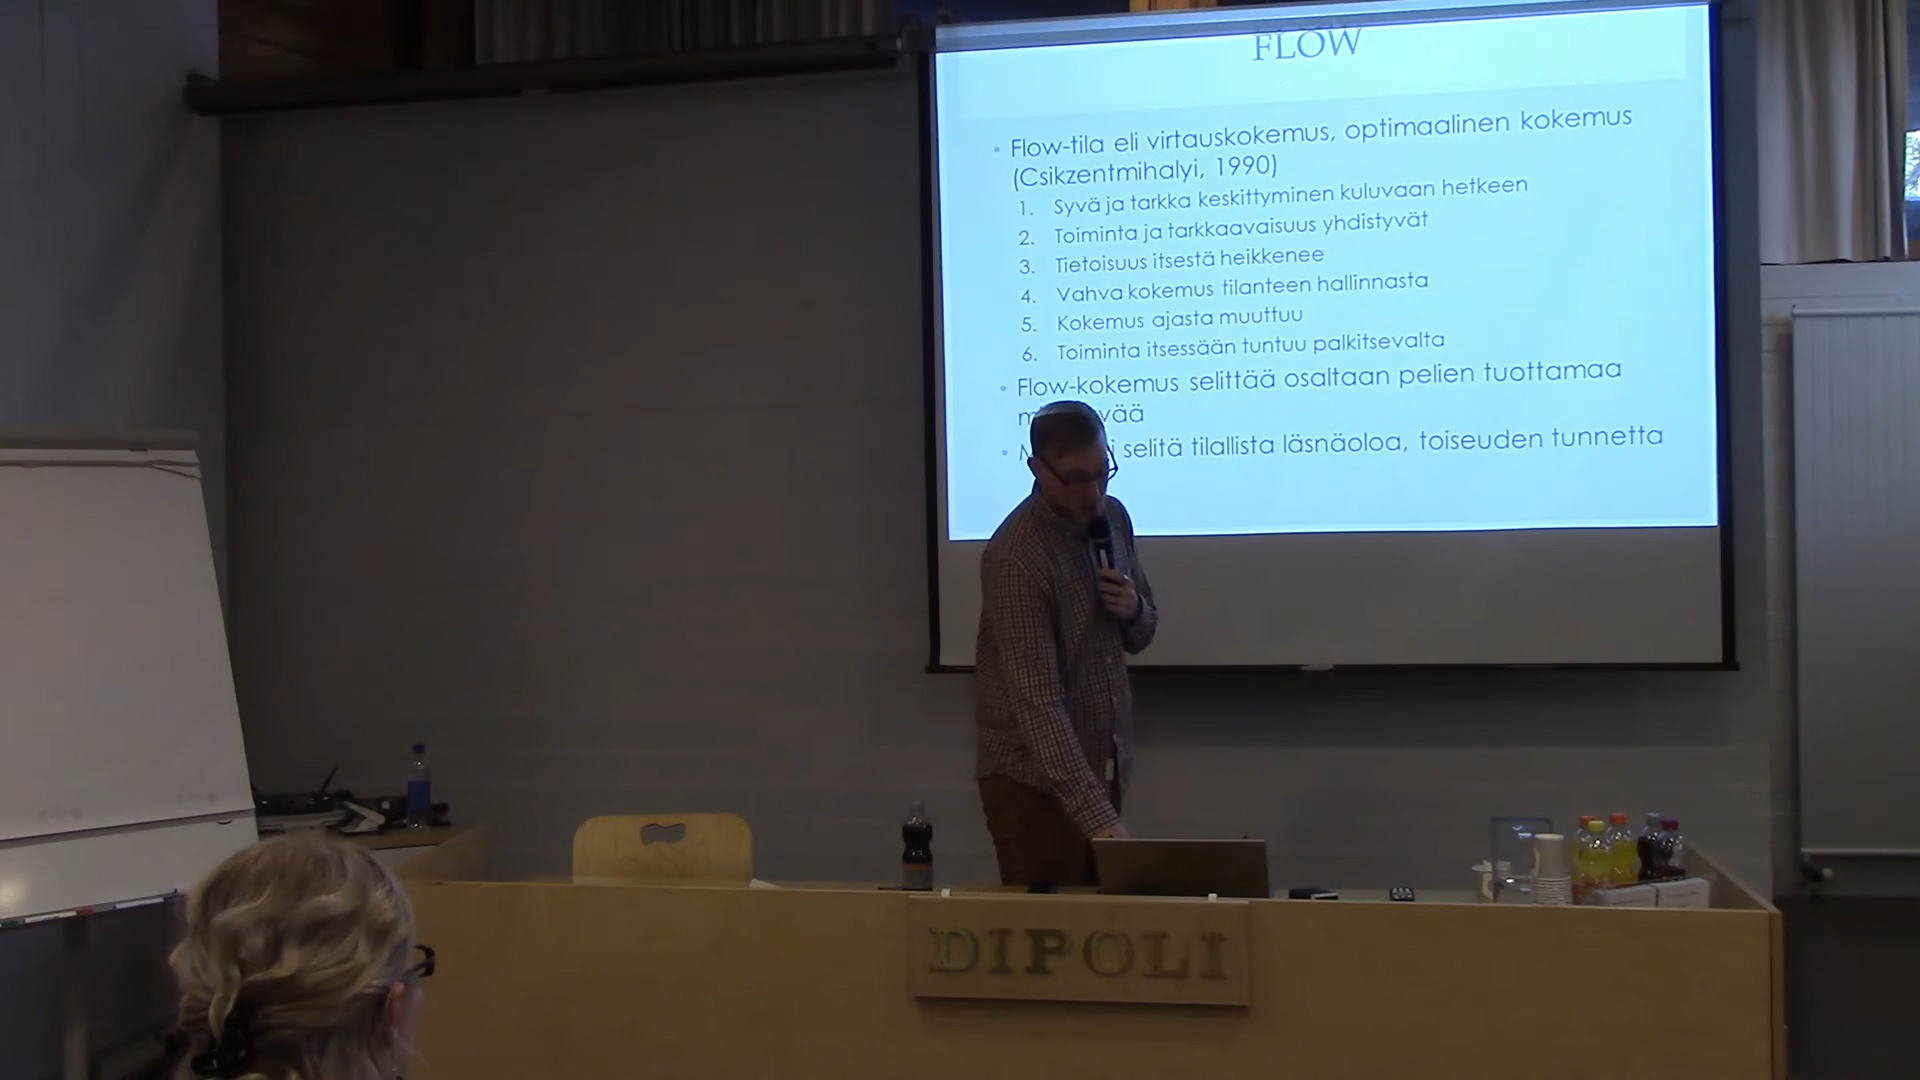 FLOW
Flow-tila eli virtauskokemus, optimaalinen kokemus
(Csikzentmihalyi, 1990)
1. Syvä ja tarkka keskittyminen kuluvaan hetkeen
2. Toiminta ja tarkkaavaisuus yhdistyvät
3. Tietoisuus itsestä heikkenee
4. Vahva kokemus tilanteen hallinnasta
5. Kokemus ajasta muuttuu
6. Toiminta itsessään tuntuu palkitsevalta
Flow-kokemus selittää osaltaan pelien tuottamaa
selitä tilallista läsnäoloa, toiseuden tunnetta
DIPOLI